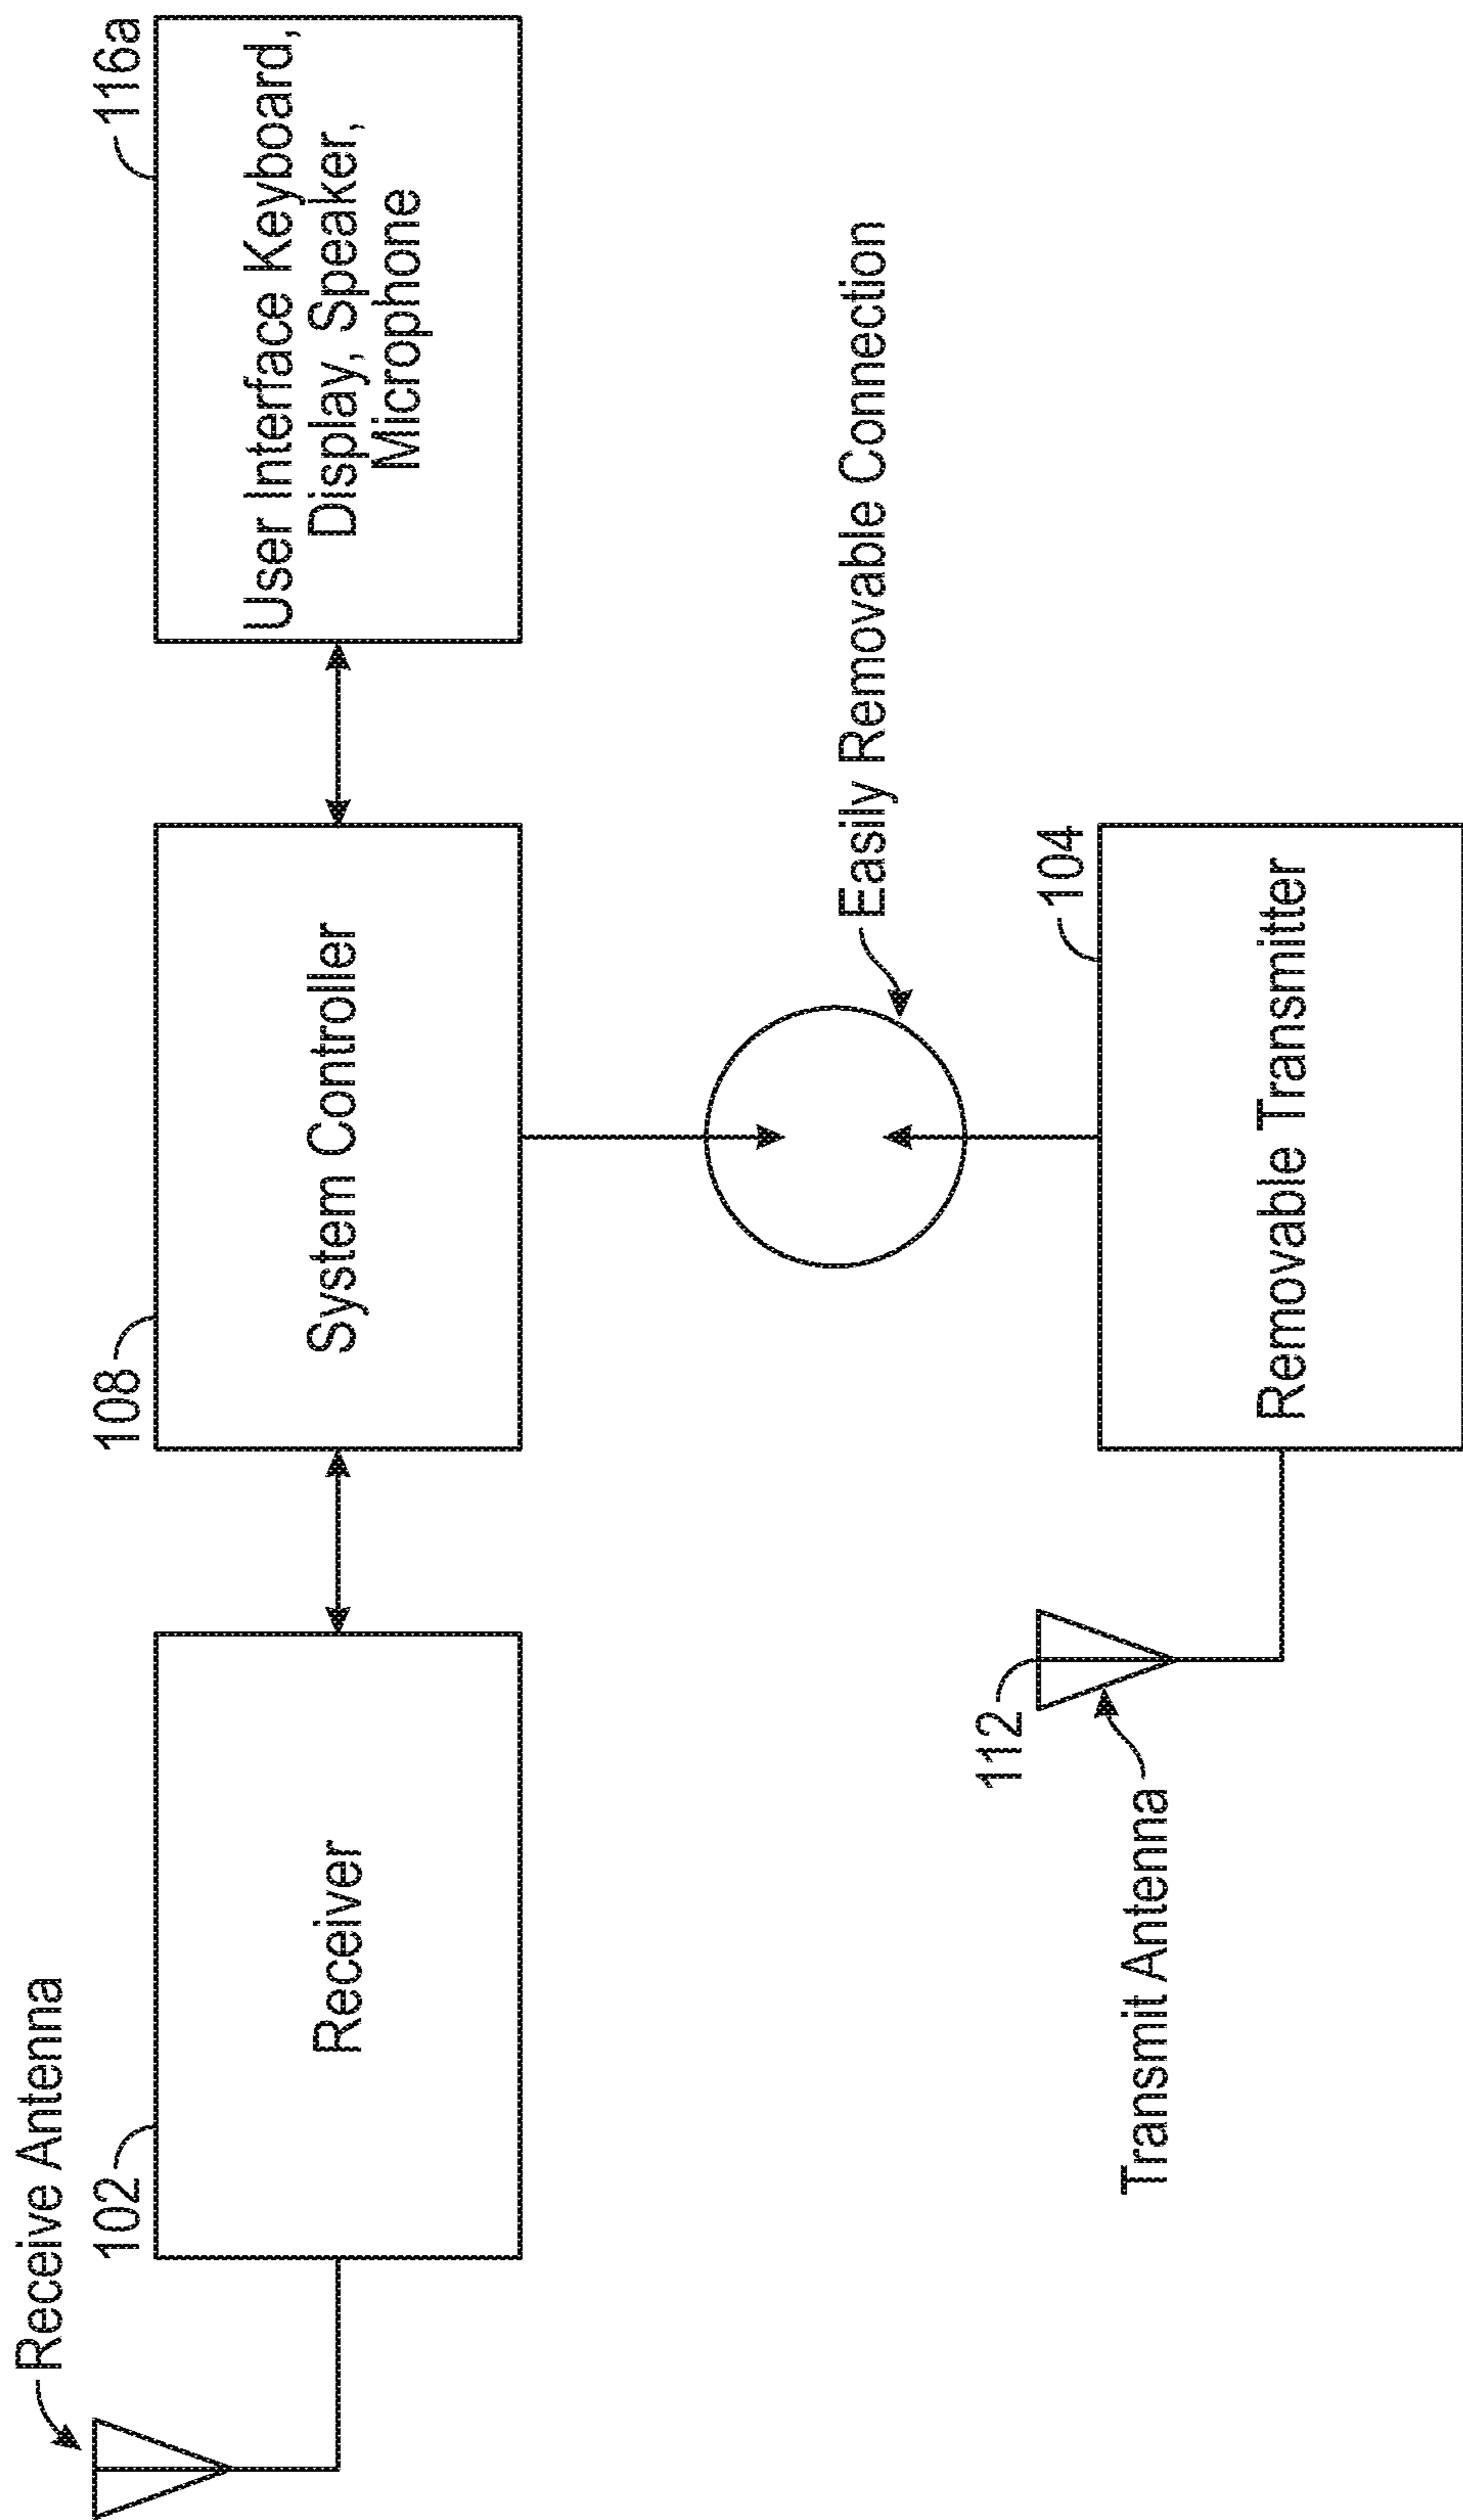 Receive Antenna
102
Receiver
108
System Controller
116a
User Interface Keyboard,
Display, Speaker,
Microphone
Easily Removable Connection
112
Transmit Antenna
104
Removable Transmitter